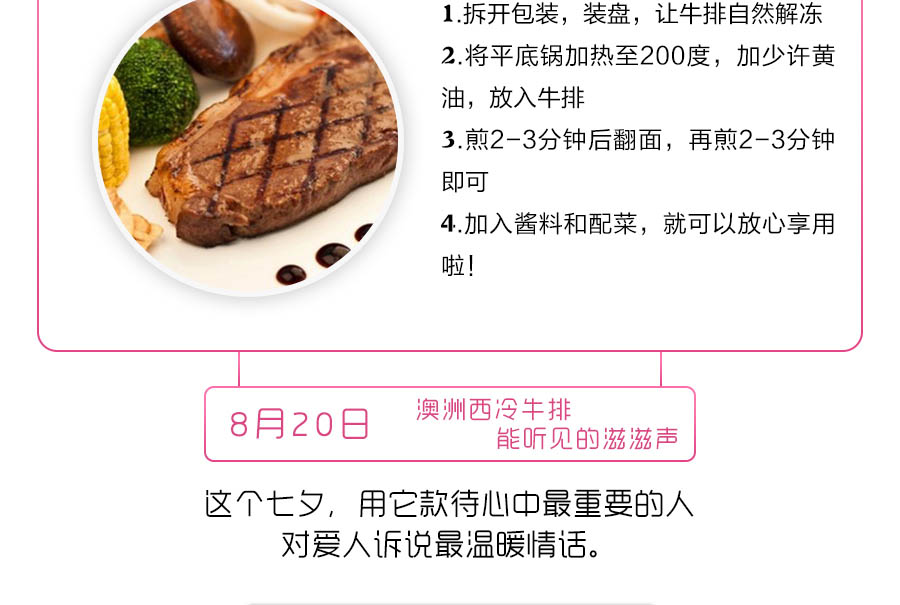 1.拆开包装，装盘，让牛排自然解冻
2.将平底锅加热至200度，加少许黄
油，放入牛排
3.煎2-3分钟后翻面，再煎2-3分钟
即可
4.加入酱料和配菜，就可以放心享用
啦！
8月20日
澳洲西冷牛排
能听见的滋滋声
这个七夕，用它款待心中最重要的人
对爱人诉说最温暖情话。